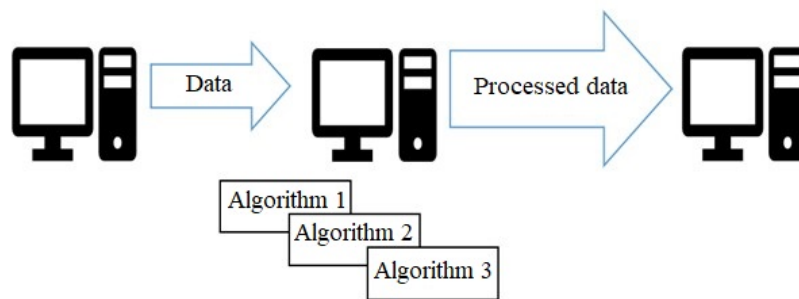 Data
Processed data
Algorithm 1
Algorithm 2
Algorithm 3